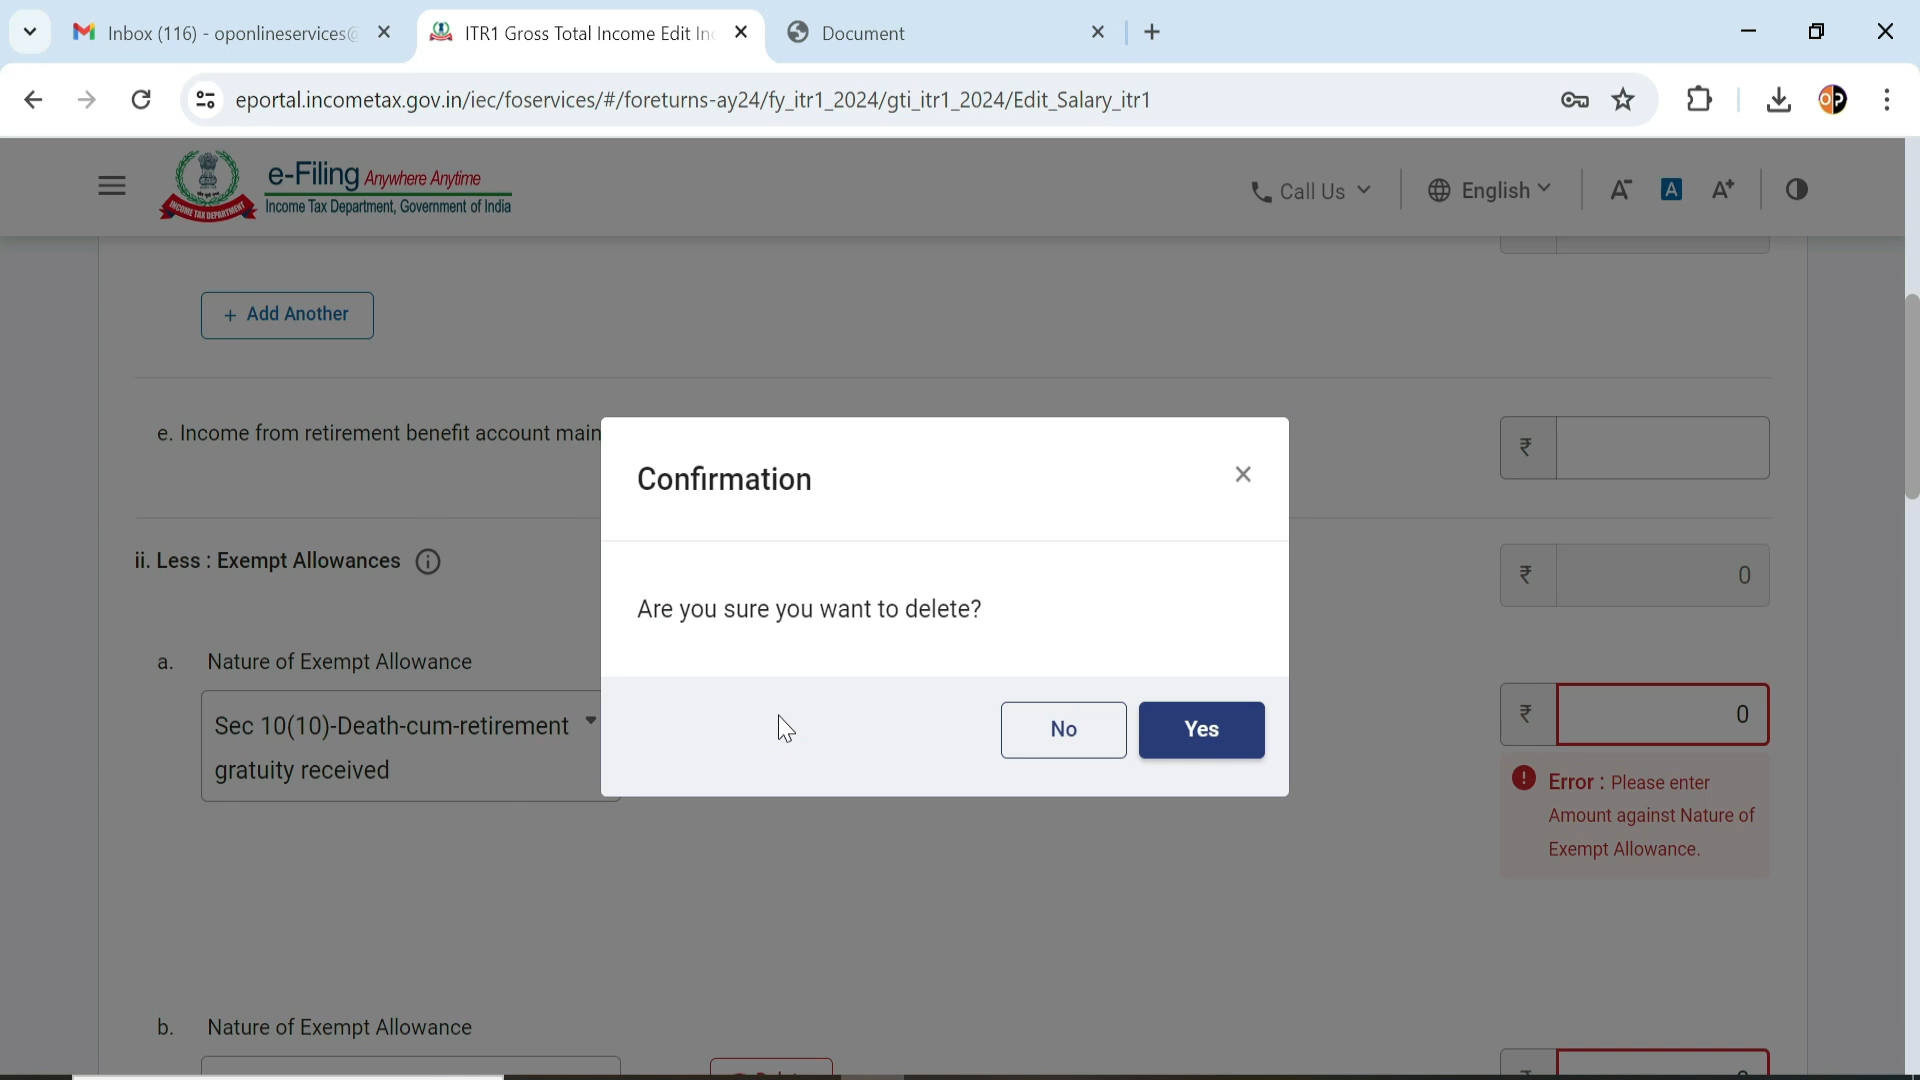 Inbox (116) - oponlineservices@
ITR1 Gross Total Income Edit In
Document
eportal.incometax.gov.in/iec/foservices/#/foreturns-ay24/fy_itr1_2024/gti_itr1_2024/Edit_Salary_itr1
OP
INCOME TAX DEPARTMENT
e-Filing Anywhere Anytime
Income Tax Department, Government of India
Call Us
English
A-
A
A+
+ Add Another
e. Income from retirement benefit account main
₹
Confirmation
Are you sure you want to delete?
No
Yes
ii. Less : Exempt Allowances
₹ 0
a. Nature of Exempt Allowance
Sec 10(10)-Death-cum-retirement
gratuity received
₹ 0
Error : Please enter
Amount against Nature of
Exempt Allowance.
b. Nature of Exempt Allowance